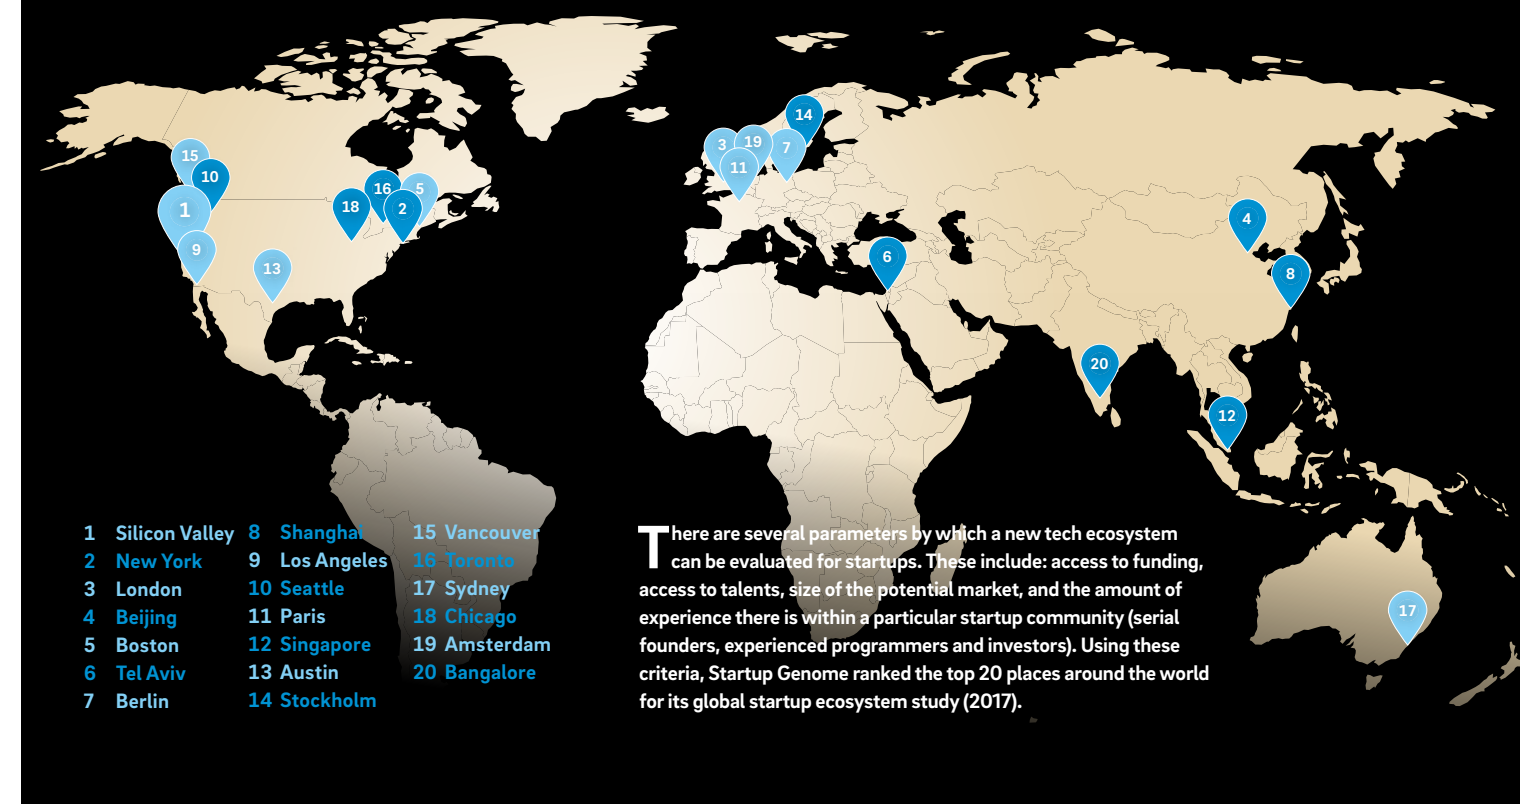 14
3
19
7
11
15
10
16
5
18
2
1
4
9
6
13
8
20
12
17
1 Silicon Valley
2 New York
3 London
4 Beijing
5 Boston
6 Tel Aviv
7 Berlin
8 Shanghai
9 Los Angeles
10 Seattle
11 Paris
12 Singapore
13 Austin
14 Stockholm
15 Vancouver
16 Toronto
17 Sydney
18 Chicago
19 Amsterdam
20 Bangalore
There are several parameters by which a new tech ecosystem
can be evaluated for startups. These include: access to funding,
access to talents, size of the potential market, and the amount of
experience there is within a particular startup community (serial
founders, experienced programmers and investors). Using these
criteria, Startup Genome ranked the top 20 places around the world
for its global startup ecosystem study (2017).